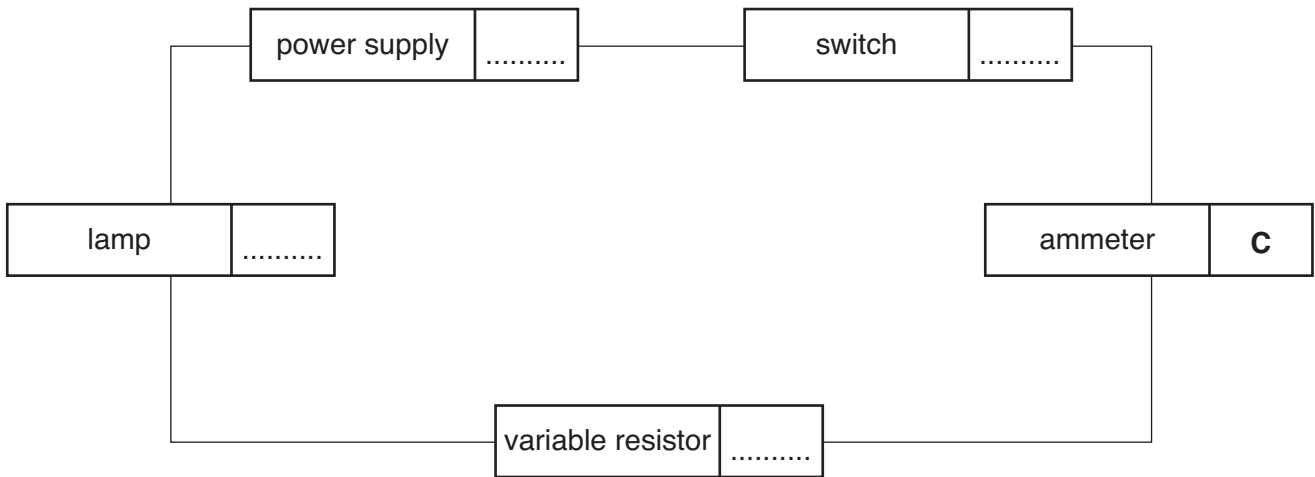 power supply ..........
switch ..........
lamp ..........
ammeter C
variable resistor ..........